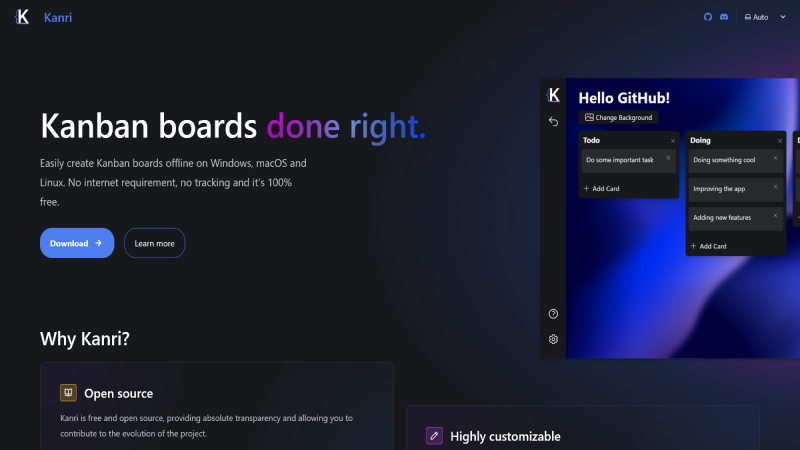 K Kanri
Auto
Kanban boards done right.
Easily create Kanban boards offline on Windows, macOS and
Linux. No internet requirement, no tracking and it's 100%
free.
Download
Learn more
K
Hello GitHub!
Change Background
Todo
Do some important task
Add Card
Doing
Doing something cool
Improving the app
Adding new features
Add Card
Why Kanri?
Open source
Kanri is free and open source, providing absolute transparency and allowing you to
contribute to the evolution of the project.
Highly customizable